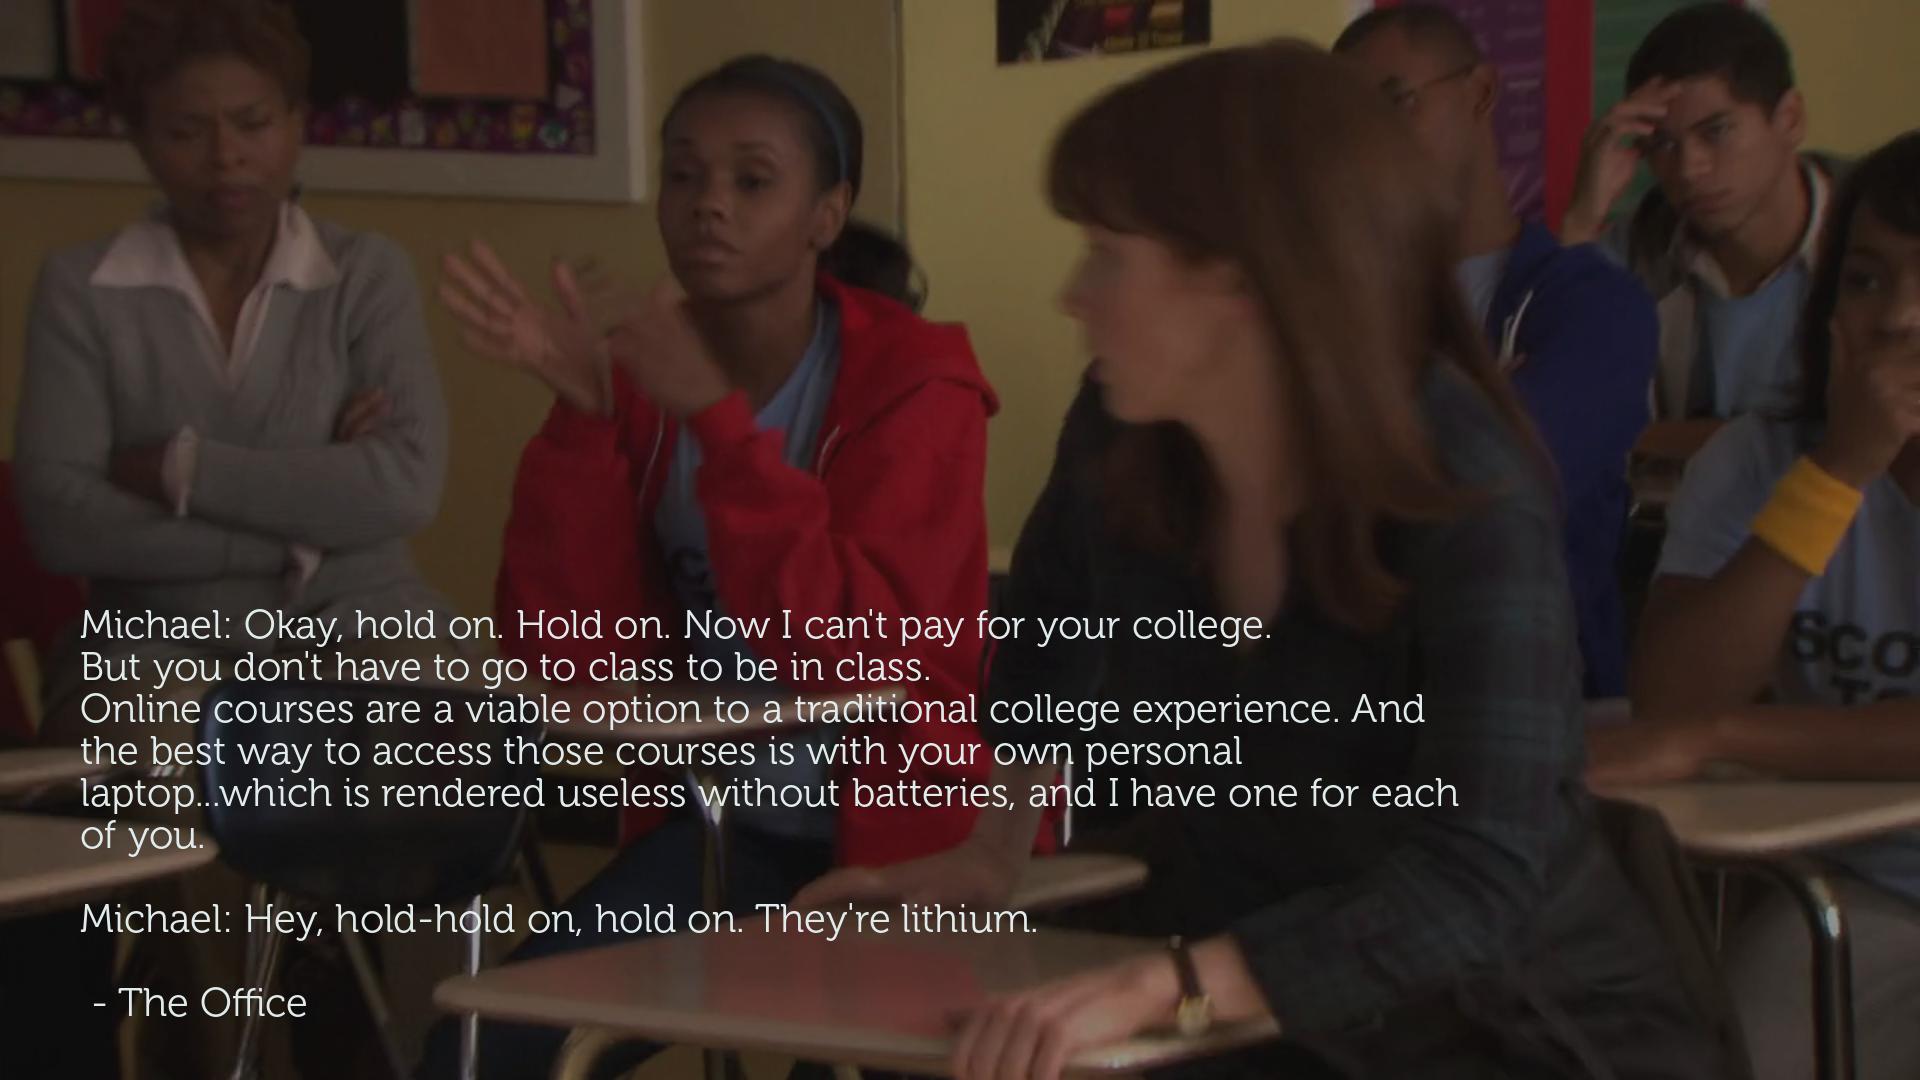 Michael: Okay, hold on. Hold on. Now I can't pay for your college.
But you don't have to go to class to be in class.
Online courses are a viable option to a traditional college experience. And
the best way to access those courses is with your own personal
laptop...which is rendered useless without batteries, and I have one for each
of you.
Michael: Hey, hold-hold on, hold on. They're lithium.
- The Office
SCO